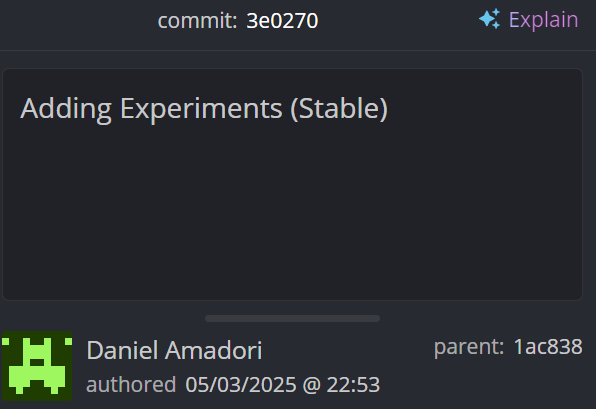 commit: 3e0270
Explain
Adding Experiments (Stable)
Daniel Amadori
authored 05/03/2025 @ 22:53
parent: 1ac838